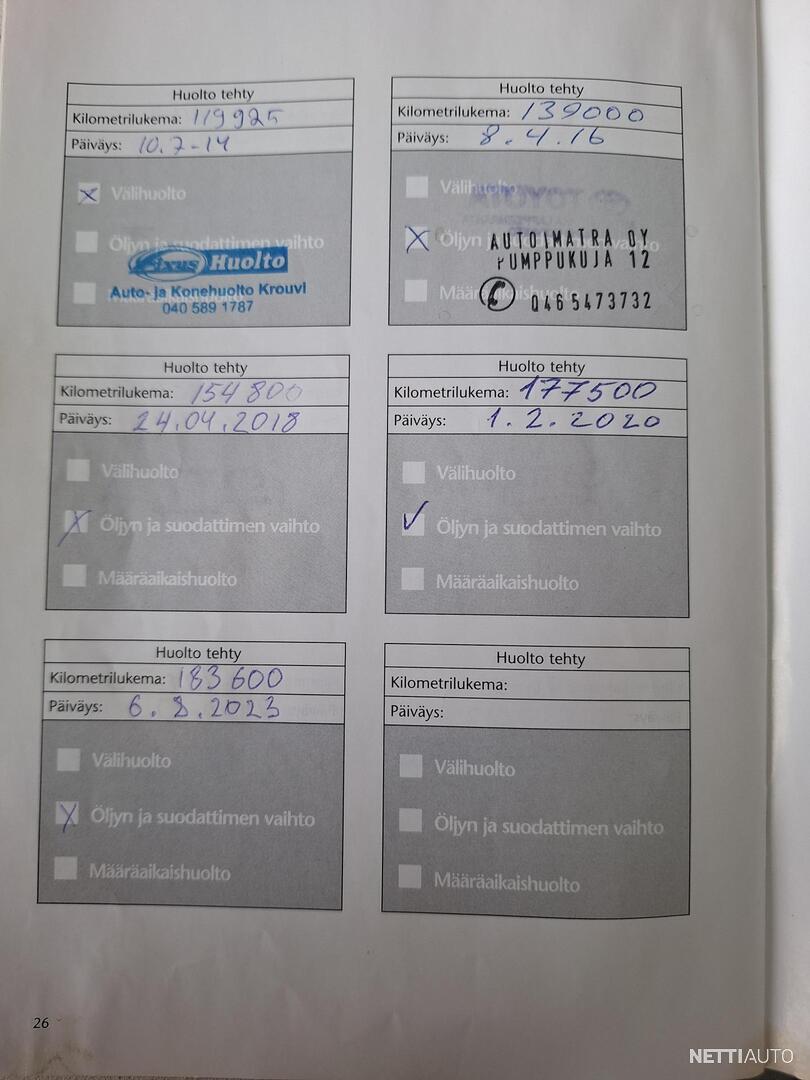 Huolto tehty
Kilometrilukema: 119925
Päiväys: 10.7-14
Välihuolto
Öljyn ja suodattimen vaihto
Fixus Huolto
Auto- ja Konehuolto Krouvi
040 589 1787
Huolto tehty
Kilometrilukema: 139000
Päiväys: 8.4.16
Välihuolto
TOYOTA
Öljyn
AUTOIMATRA OY
PUMPPUKUJA 12
0465473732
Huolto tehty
Kilometrilukema: 154800
Päiväys: 24.04.2018
Välihuolto
Öljyn ja suodattimen vaihto
Määräaikaishuolto
Huolto tehty
Kilometrilukema: 177500
Päiväys: 1.2.2020
Välihuolto
Öljyn ja suodattimen vaihto
Määräaikaishuolto
Huolto tehty
Kilometrilukema: 183600
Päiväys: 6.8.2023
Välihuolto
Öljyn ja suodattimen vaihto
Määräaikaishuolto
Huolto tehty
Kilometrilukema:
Päiväys:
Välihuolto
Öljyn ja suodattimen vaihto
Määräaikaishuolto
26
NETTIAUTO